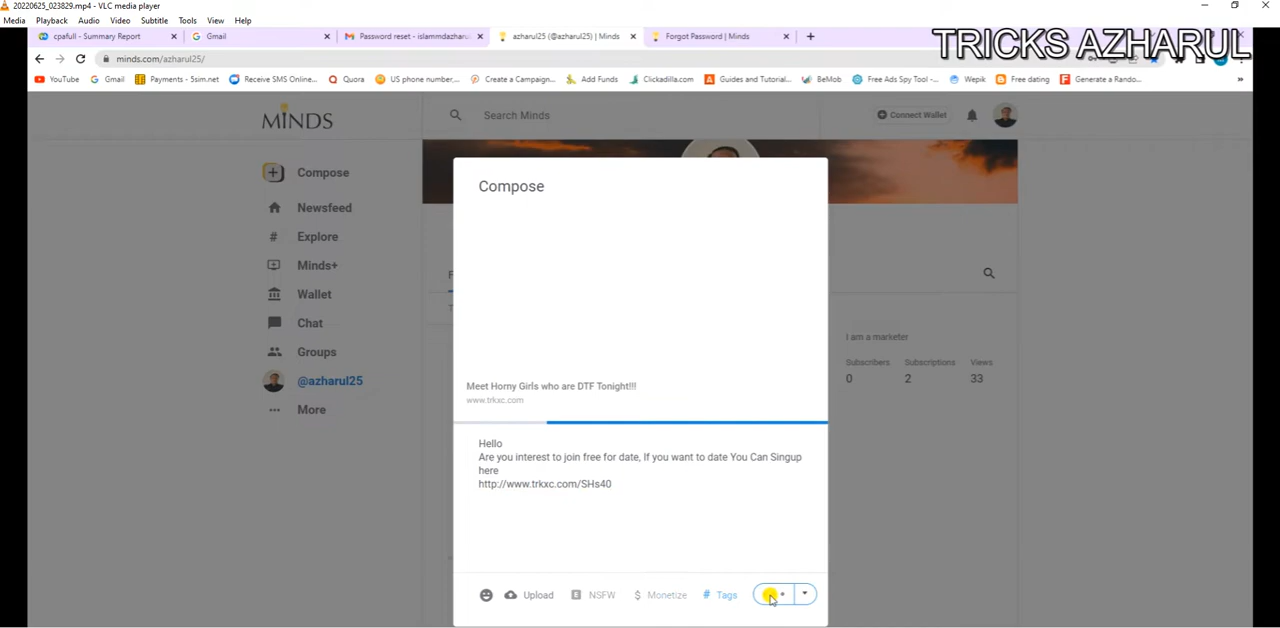 20220625_023829.mp4 - VLC media player
Media Playback Audio Video Subtitle Tools View Help
cpafull - Summary Report
Gmail
Password reset - islammdazharul
azharul25 (@azharul25) | Minds
Forgot Password | Minds
TRICKS AZHARUL
minds.com/azharul25/
YouTube
Gmail
Payments - 5sim.net
Receive SMS Online...
Quora
US phone number,...
Create a Campaign...
Add Funds
Clickadilla.com
Guides and Tutorial...
BeMob
Free Ads Spy Tool -...
Wepik
Free dating
Generate a Rando...
MINDS
Search Minds
Connect Wallet
Compose
Newsfeed
Explore
Minds+
Wallet
Chat
Groups
@azharul25
More
Compose
Meet Horny Girls who are DTF Tonight!!!
www.trkxc.com
Hello
Are you interest to join free for date, If you want to date You Can Singup
here
http://www.trkxc.com/SHs40
Upload
NSFW
Monetize
# Tags
I am a marketer
Subscribers Subscriptions Views
0 2 33